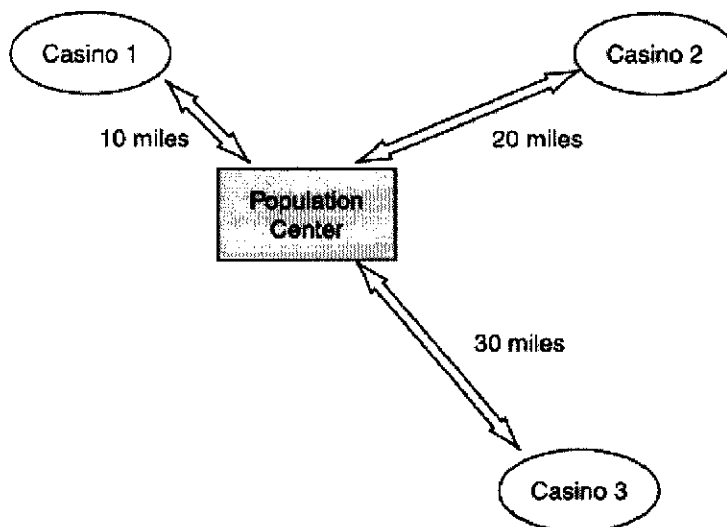 Casino 1
Casino 2
10 miles
20 miles
Population
Center
30 miles
Casino 3